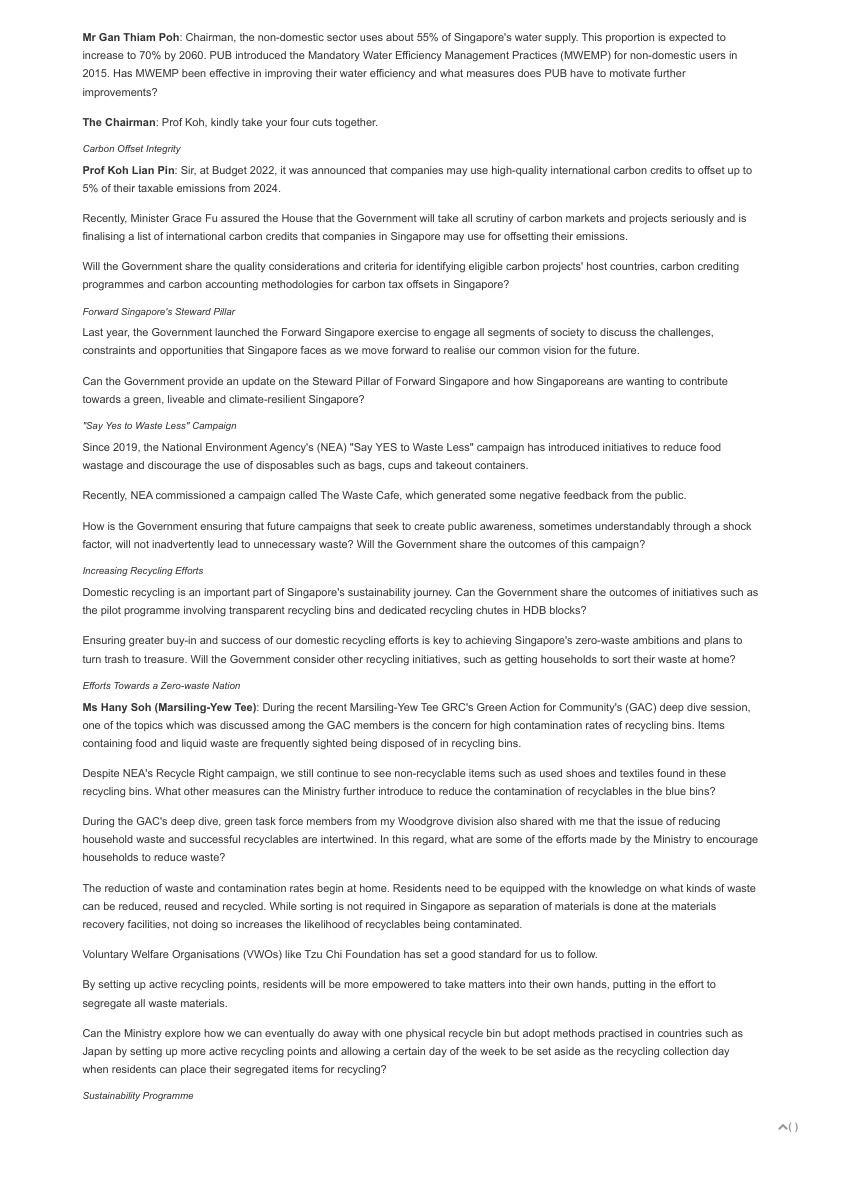 Mr Gan Thiam Poh: Chairman, the non-domestic sector uses about 55% of Singapore's water supply. This proportion is expected to
increase to 70% by 2060. PUB introduced the Mandatory Water Efficiency Management Practices (MWEMP) for non-domestic users in
2015. Has MWEMP been effective in improving their water efficiency and what measures does PUB have to motivate further
improvements?
The Chairman: Prof Koh, kindly take your four cuts together.
Carbon Offset Integrity
Prof Koh Lian Pin: Sir, at Budget 2022, it was announced that companies may use high-quality international carbon credits to offset up to
5% of their taxable emissions from 2024.
Recently, Minister Grace Fu assured the House that the Government will take all scrutiny of carbon markets and projects seriously and is
finalising a list of international carbon credits that companies in Singapore may use for offsetting their emissions.
Will the Government share the quality considerations and criteria for identifying eligible carbon projects' host countries, carbon crediting
programmes and carbon accounting methodologies for carbon tax offsets in Singapore?
Forward Singapore's Steward Pillar
Last year, the Government launched the Forward Singapore exercise to engage all segments of society to discuss the challenges,
constraints and opportunities that Singapore faces as we move forward to realise our common vision for the future.
Can the Government provide an update on the Steward Pillar of Forward Singapore and how Singaporeans are wanting to contribute
towards a green, liveable and climate-resilient Singapore?
"Say Yes to Waste Less" Campaign
Since 2019, the National Environment Agency's (NEA) "Say YES to Waste Less" campaign has introduced initiatives to reduce food
wastage and discourage the use of disposables such as bags, cups and takeout containers.
Recently, NEA commissioned a campaign called The Waste Cafe, which generated some negative feedback from the public.
How is the Government ensuring that future campaigns that seek to create public awareness, sometimes understandably through a shock
factor, will not inadvertently lead to unnecessary waste? Will the Government share the outcomes of this campaign?
Increasing Recycling Efforts
Domestic recycling is an important part of Singapore's sustainability journey. Can the Government share the outcomes of initiatives such as
the pilot programme involving transparent recycling bins and dedicated recycling chutes in HDB blocks?
Ensuring greater buy-in and success of our domestic recycling efforts is key to achieving Singapore's zero-waste ambitions and plans to
turn trash to treasure. Will the Government consider other recycling initiatives, such as getting households to sort their waste at home?
Efforts Towards a Zero-waste Nation
Ms Hany Soh (Marsiling-Yew Tee): During the recent Marsiling-Yew Tee GRC's Green Action for Community's (GAC) deep dive session,
one of the topics which was discussed among the GAC members is the concern for high contamination rates of recycling bins. Items
containing food and liquid waste are frequently sighted being disposed of in recycling bins.
Despite NEA's Recycle Right campaign, we still continue to see non-recyclable items such as used shoes and textiles found in these
recycling bins. What other measures can the Ministry further introduce to reduce the contamination of recyclables in the blue bins?
During the GAC's deep dive, green task force members from my Woodgrove division also shared with me that the issue of reducing
household waste and successful recyclables are intertwined. In this regard, what are some of the efforts made by the Ministry to encourage
households to reduce waste?
The reduction of waste and contamination rates begin at home. Residents need to be equipped with the knowledge on what kinds of waste
can be reduced, reused and recycled. While sorting is not required in Singapore as separation of materials is done at the materials
recovery facilities, not doing so increases the likelihood of recyclables being contaminated.
Voluntary Welfare Organisations (VWOs) like Tzu Chi Foundation has set a good standard for us to follow.
By setting up active recycling points, residents will be more empowered to take matters into their own hands, putting in the effort to
segregate all waste materials.
Can the Ministry explore how we can eventually do away with one physical recycle bin but adopt methods practised in countries such as
Japan by setting up more active recycling points and allowing a certain day of the week to be set aside as the recycling collection day
when residents can place their segregated items for recycling?
Sustainability Programme
( )